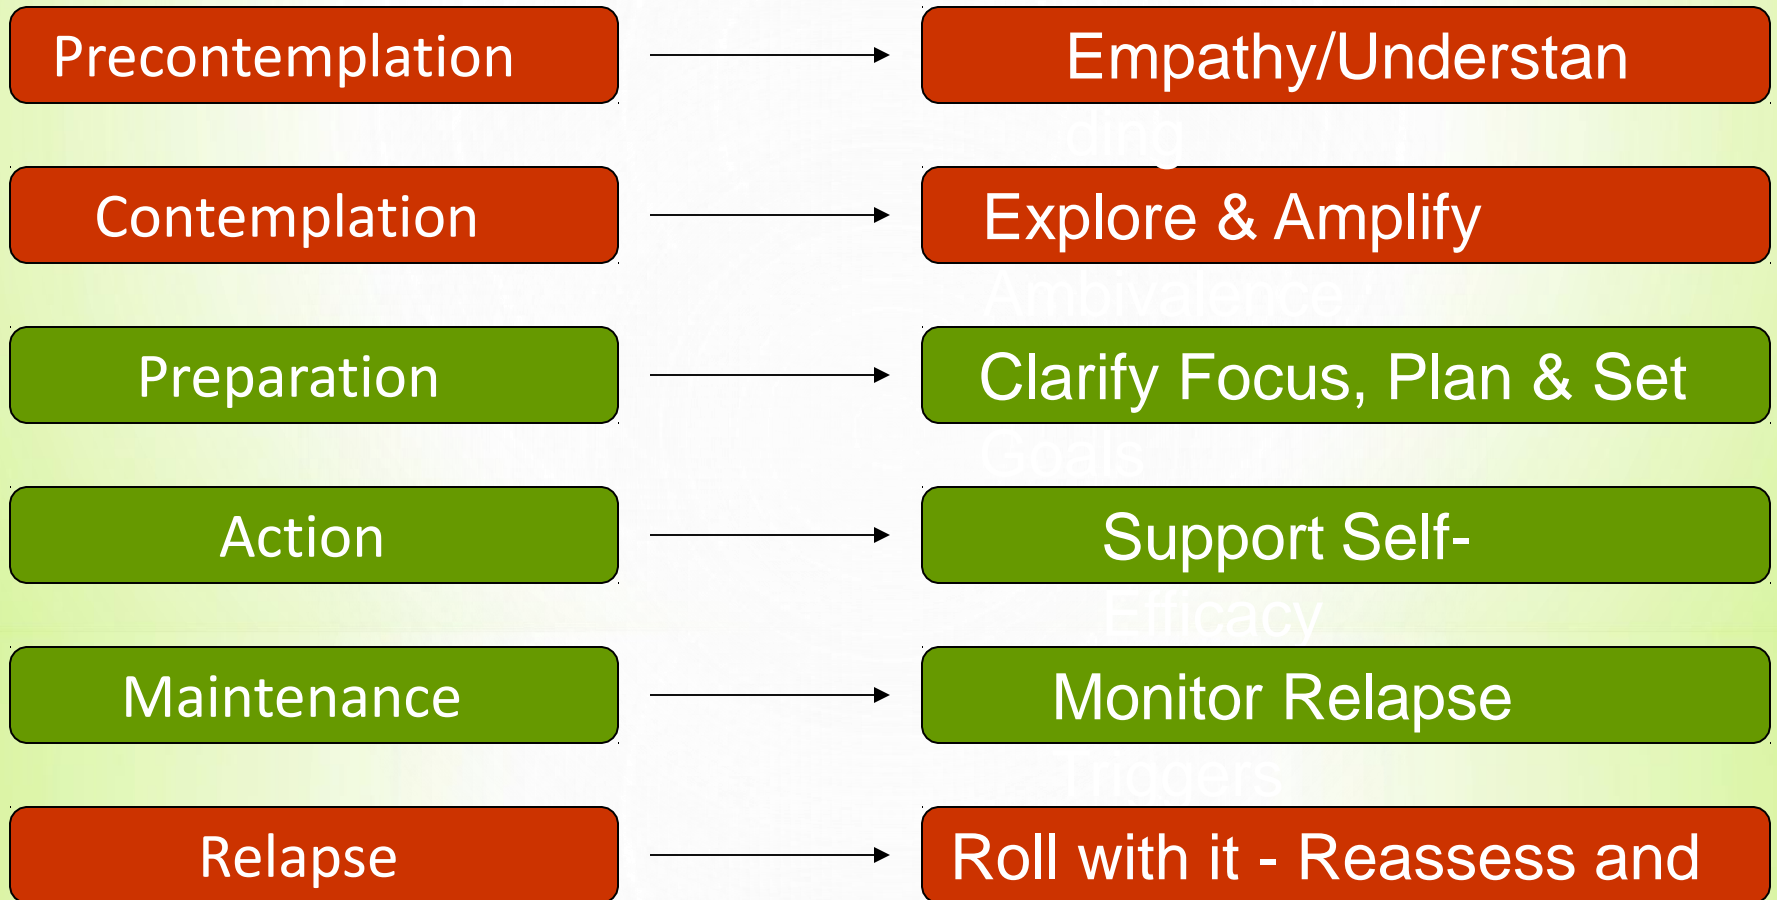 Precontemplation
Empathy/Understan
ding
Contemplation
Explore & Amplify
Ambivalence
Preparation
Clarify Focus, Plan & Set
Goals
Action
Support Self-
Efficacy
Maintenance
Monitor Relapse
Triggers
Relapse
Roll with it - Reassess and